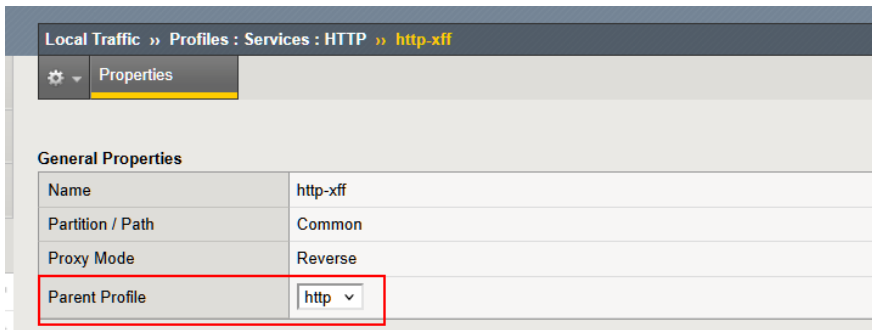 Local Traffic ›› Profiles : Services : HTTP ›› http-xff
Properties
General Properties
Name http-xff
Partition / Path Common
Proxy Mode Reverse
Parent Profile http